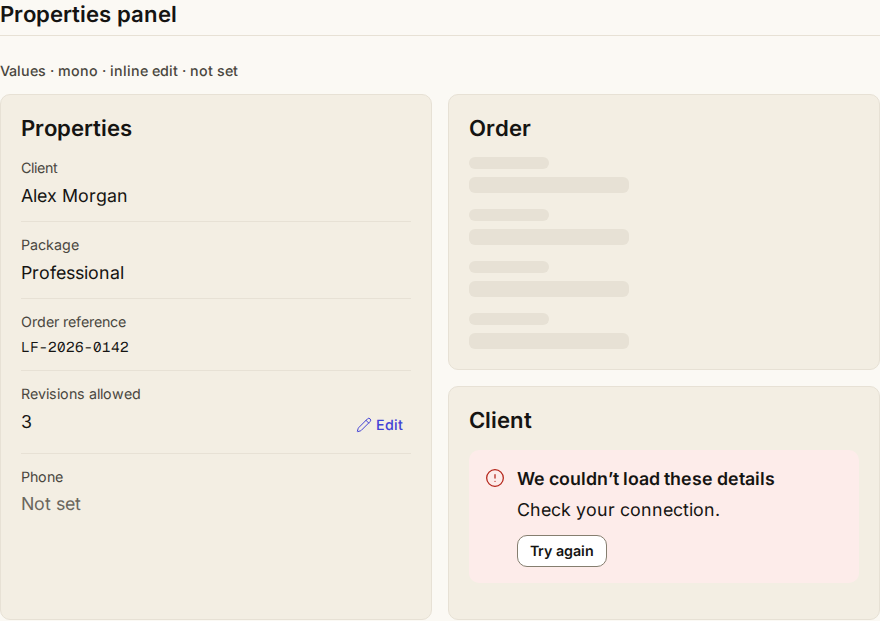 Properties panel
Values · mono · inline edit · not set
Properties
Client
Alex Morgan
Package
Professional
Order reference
LF-2026-0142
Revisions allowed
3
Edit
Phone
Not set
Order
Client
We couldn’t load these details
Check your connection.
Try again